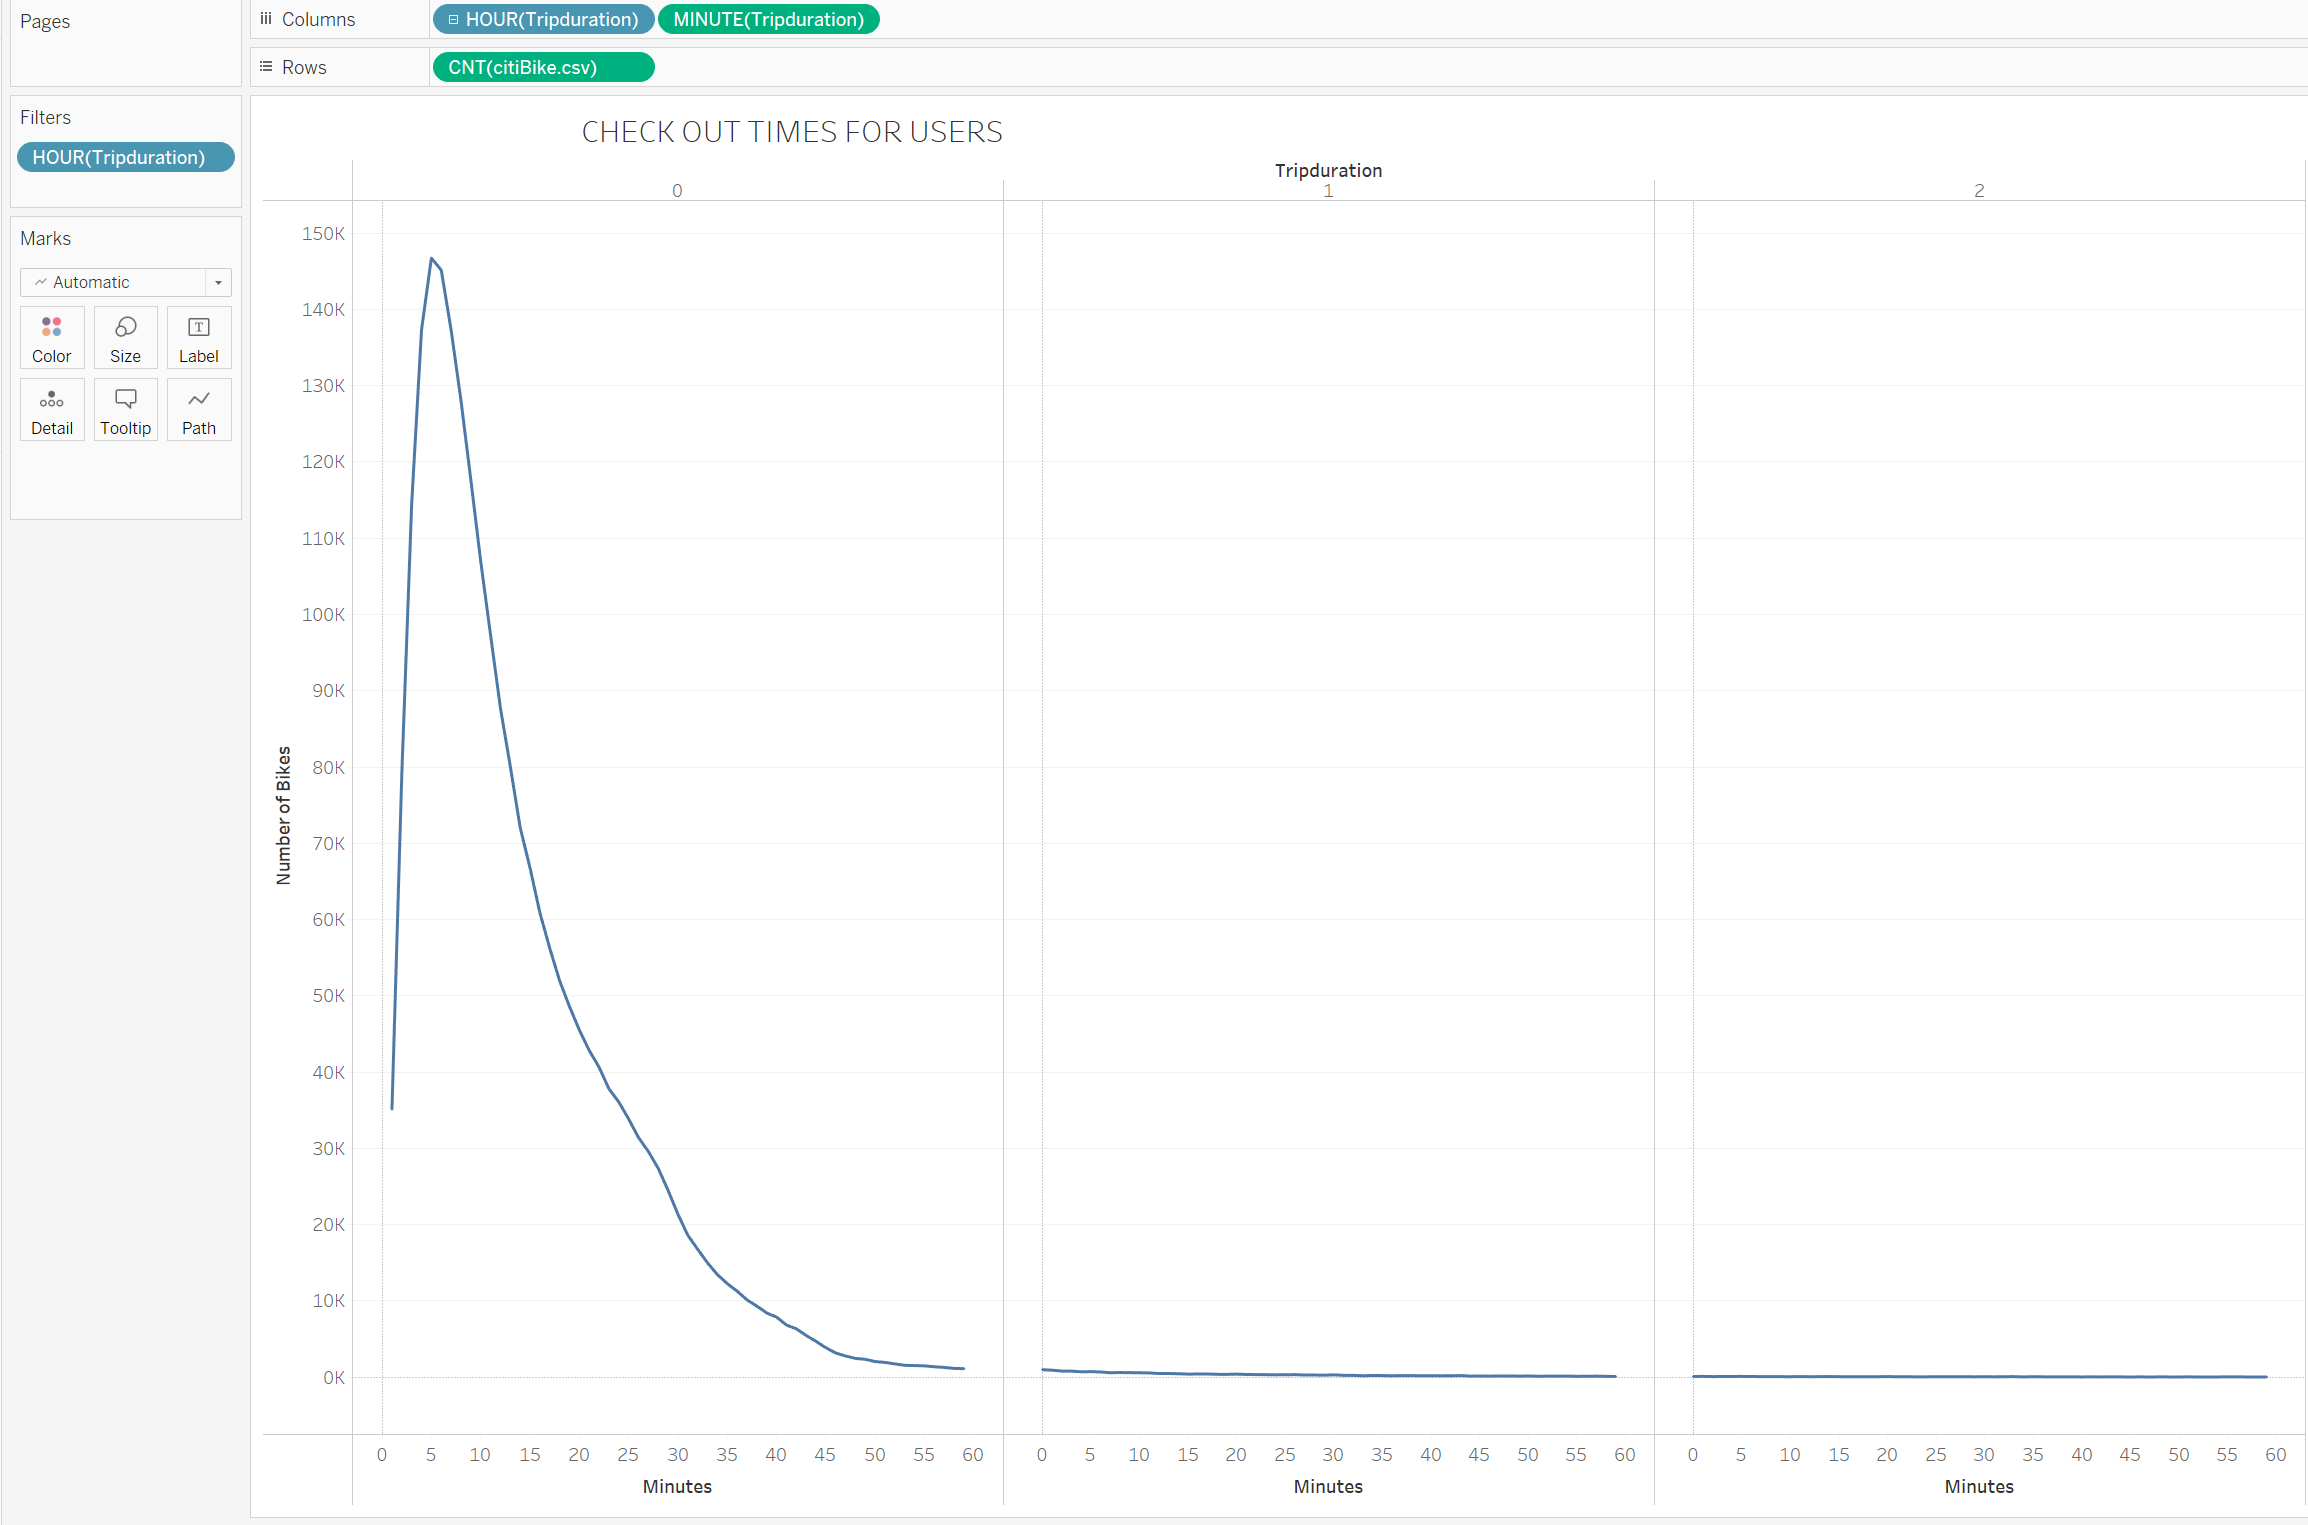 Pages
Columns
HOUR(Tripduration)
MINUTE(Tripduration)
Rows
CNT(citiBike.csv)
Filters
HOUR(Tripduration)
Marks
Automatic
Color
Size
Label
Detail
Tooltip
Path
CHECK OUT TIMES FOR USERS
Tripduration
0
1
2
150K
140K
130K
120K
110K
100K
90K
80K
70K
60K
50K
40K
30K
20K
10K
0K
Number of Bikes
0 5 10 15 20 25 30 35 40 45 50 55 60
0 5 10 15 20 25 30 35 40 45 50 55 60
0 5 10 15 20 25 30 35 40 45 50 55 60
Minutes
Minutes
Minutes